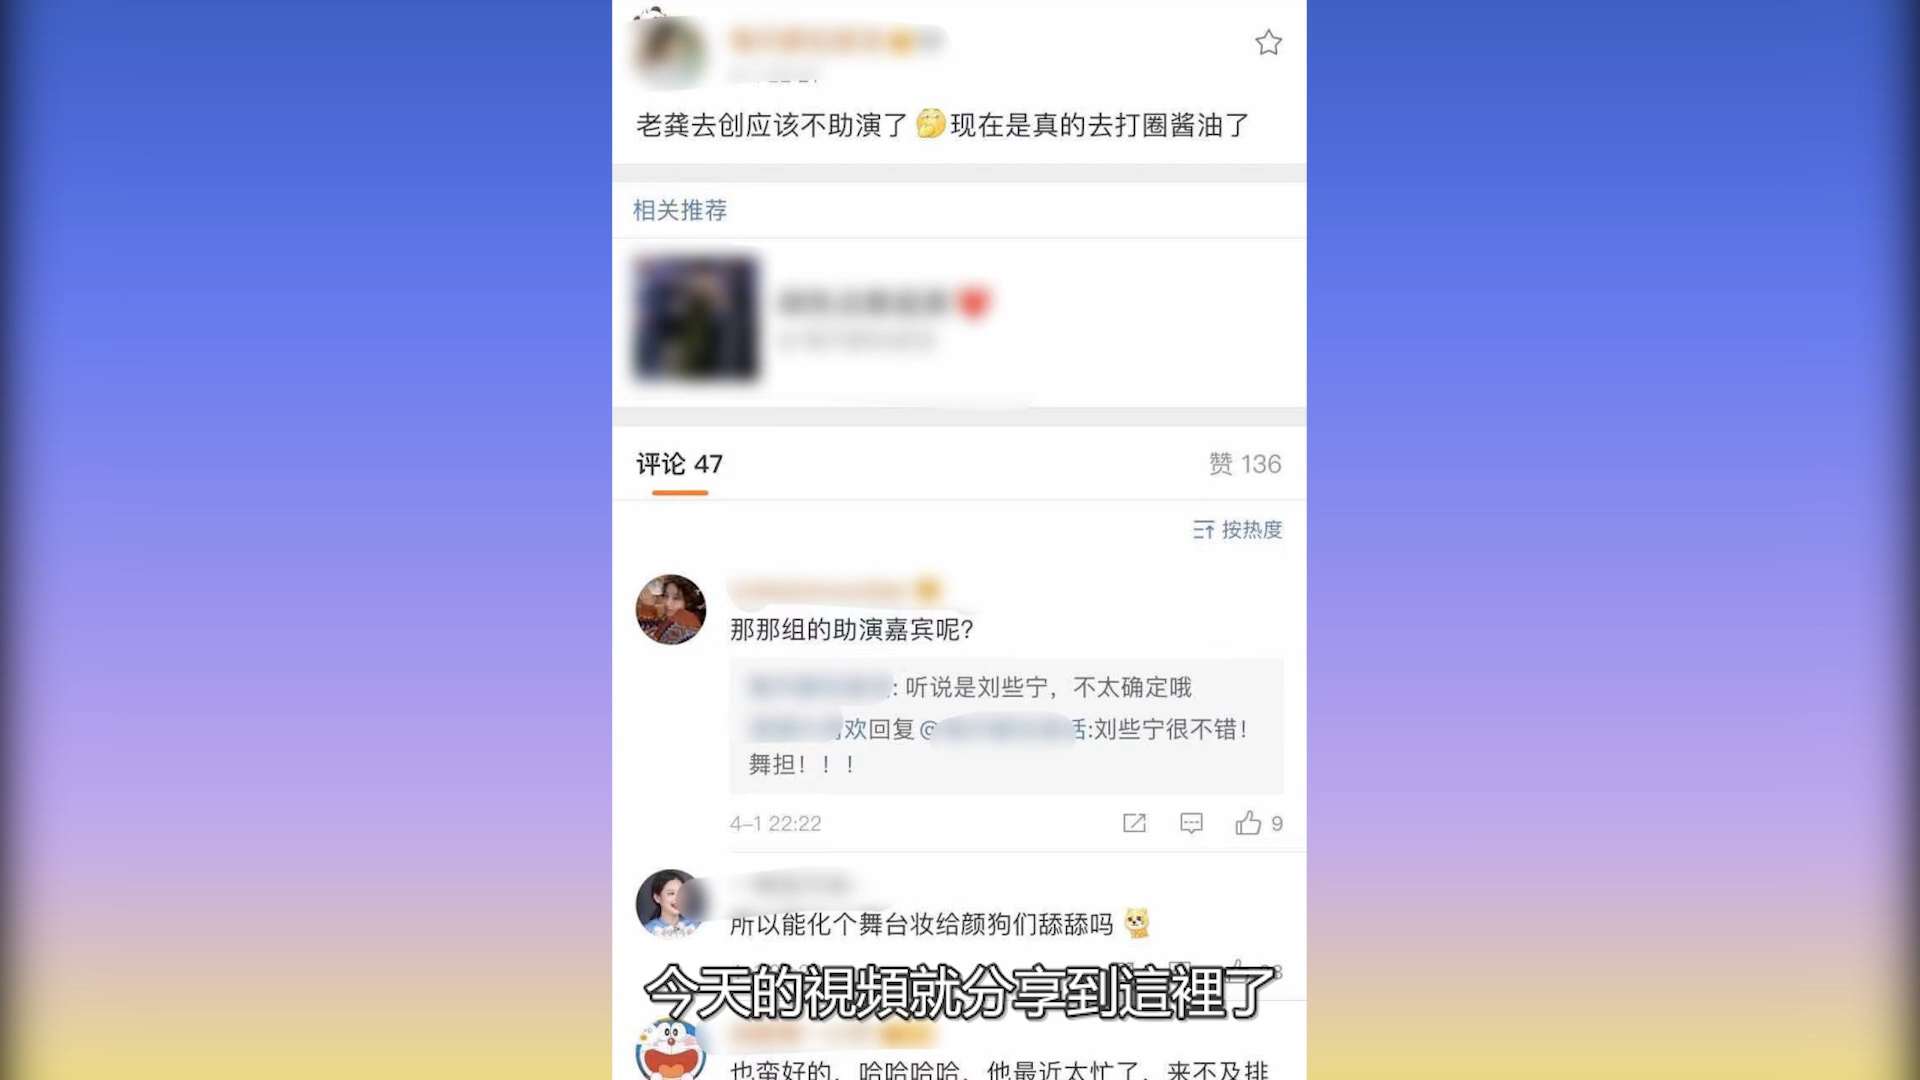 老龚去创应该不助演了🤭现在是真的去打圈酱油了
相关推荐
评论 47
赞 136
按热度
那那组的助演嘉宾呢?
: 听说是刘些宁，不太确定哦
欢回复@
话:刘些宁很不错！
舞担！！！
4-1 22:22
9
所以能化个舞台妆给颜狗们舔舔吗
今天的視頻就分享到這裡了
也蛮好的，哈哈哈哈，他最近太忙了，来不及排